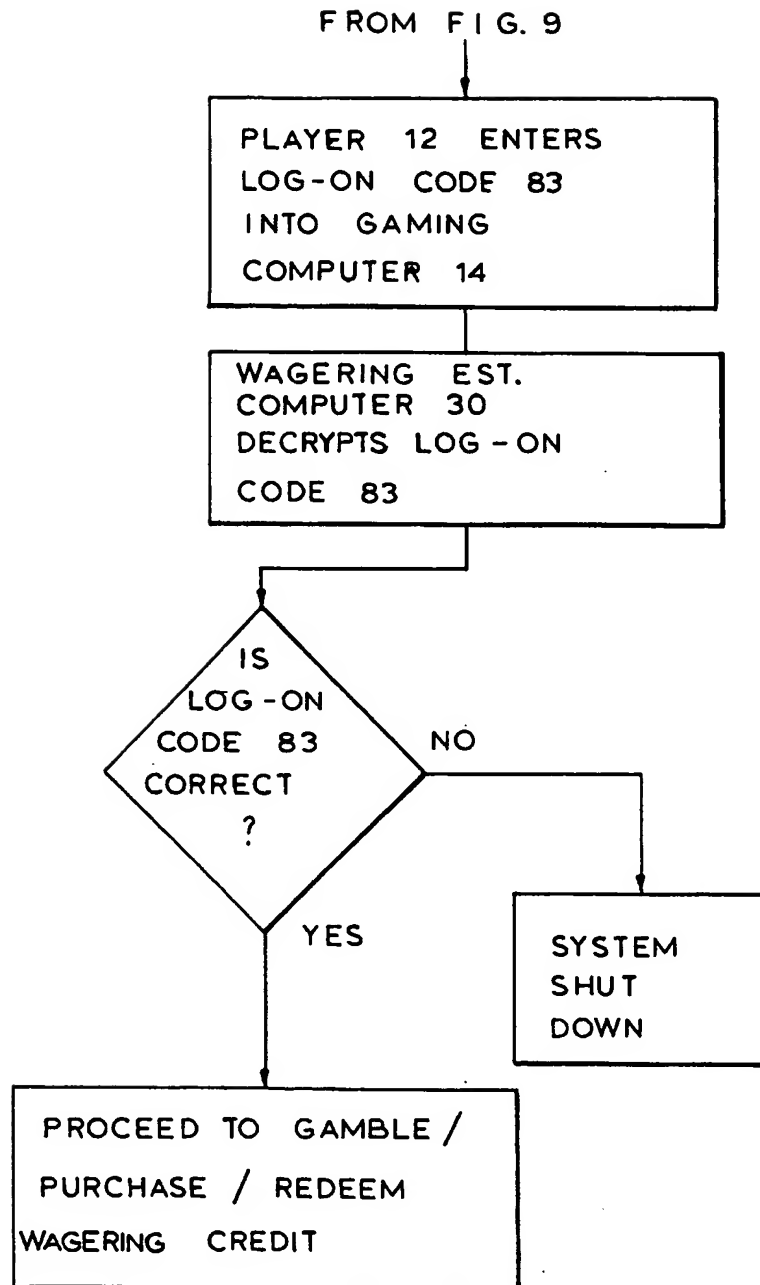 FROM FIG. 9
PLAYER 12 ENTERS
LOG-ON CODE 83
INTO GAMING
COMPUTER 14
WAGERING EST.
COMPUTER 30
DECRYPTS LOG-ON
CODE 83
IS
LOG-ON
CODE 83
CORRECT
?
NO
YES
SYSTEM
SHUT
DOWN
PROCEED TO GAMBLE /
PURCHASE / REDEEM
WAGERING CREDIT